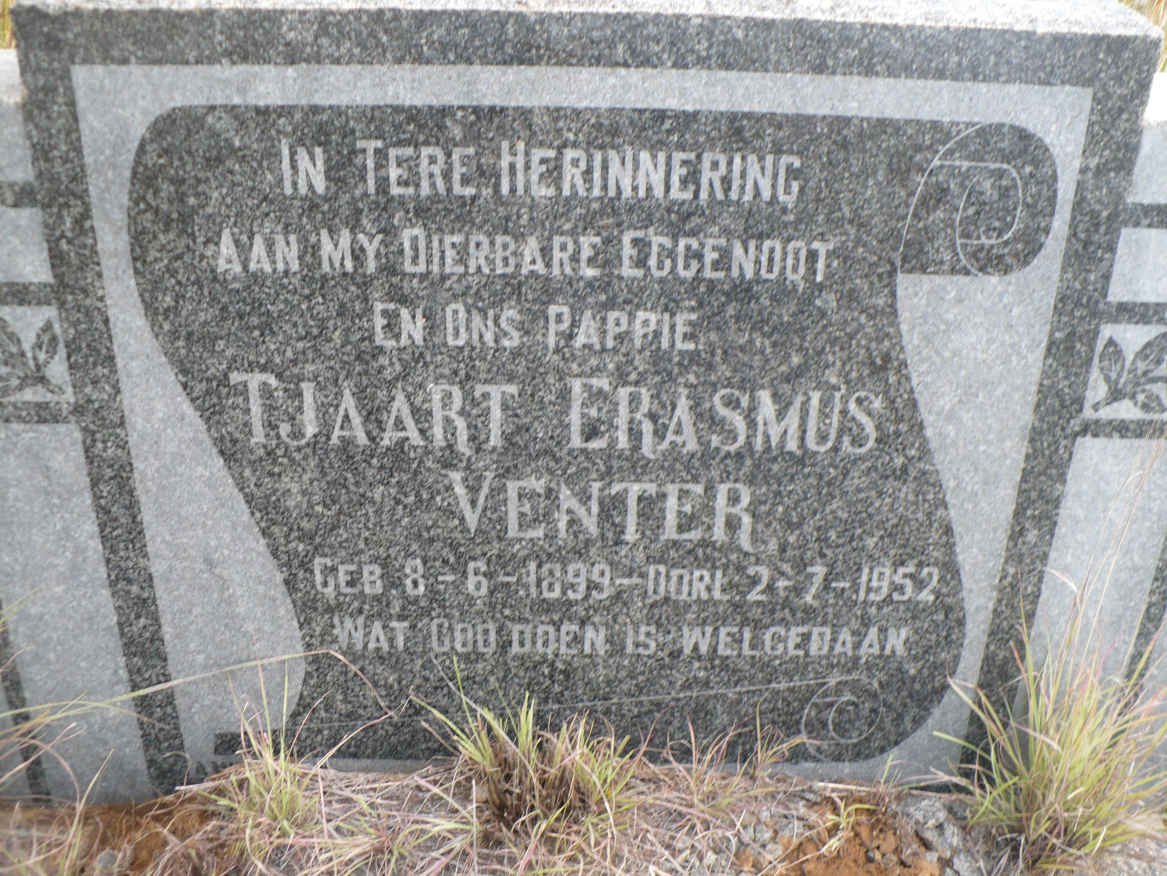 IN TERE HERINNERING
AAN MY DIERBARE EGGENOOT
EN ONS PAPPIE
TJAART ERASMUS
VENTER
GEB 8-6-1899-OORL 2-7-1952
WAT GOD DOEN IS WELGEDAAN